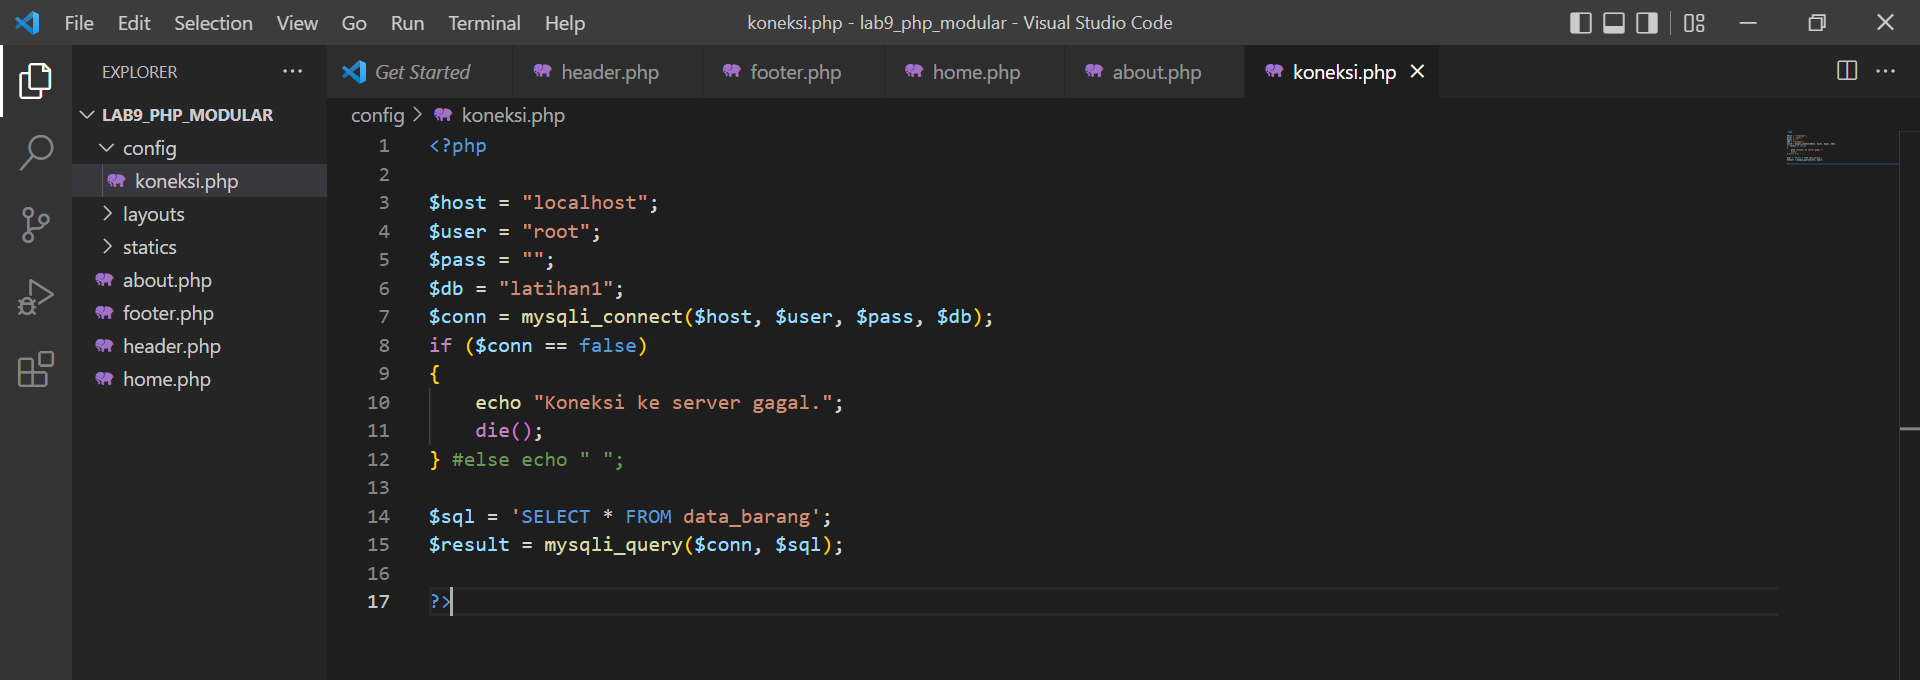 File Edit Selection View Go Run Terminal Help koneksi.php - lab9_php_modular - Visual Studio Code
EXPLORER
LAB9_PHP_MODULAR
config
koneksi.php
layouts
statics
about.php
footer.php
header.php
home.php
Get Started header.php footer.php home.php about.php koneksi.php
config > koneksi.php
1 <?php
2
3 $host = "localhost";
4 $user = "root";
5 $pass = "";
6 $db = "latihan1";
7 $conn = mysqli_connect($host, $user, $pass, $db);
8 if ($conn == false)
9 {
10 echo "Koneksi ke server gagal.";
11 die();
12 } #else echo " ";
13
14 $sql = 'SELECT * FROM data_barang';
15 $result = mysqli_query($conn, $sql);
16
17 ?>